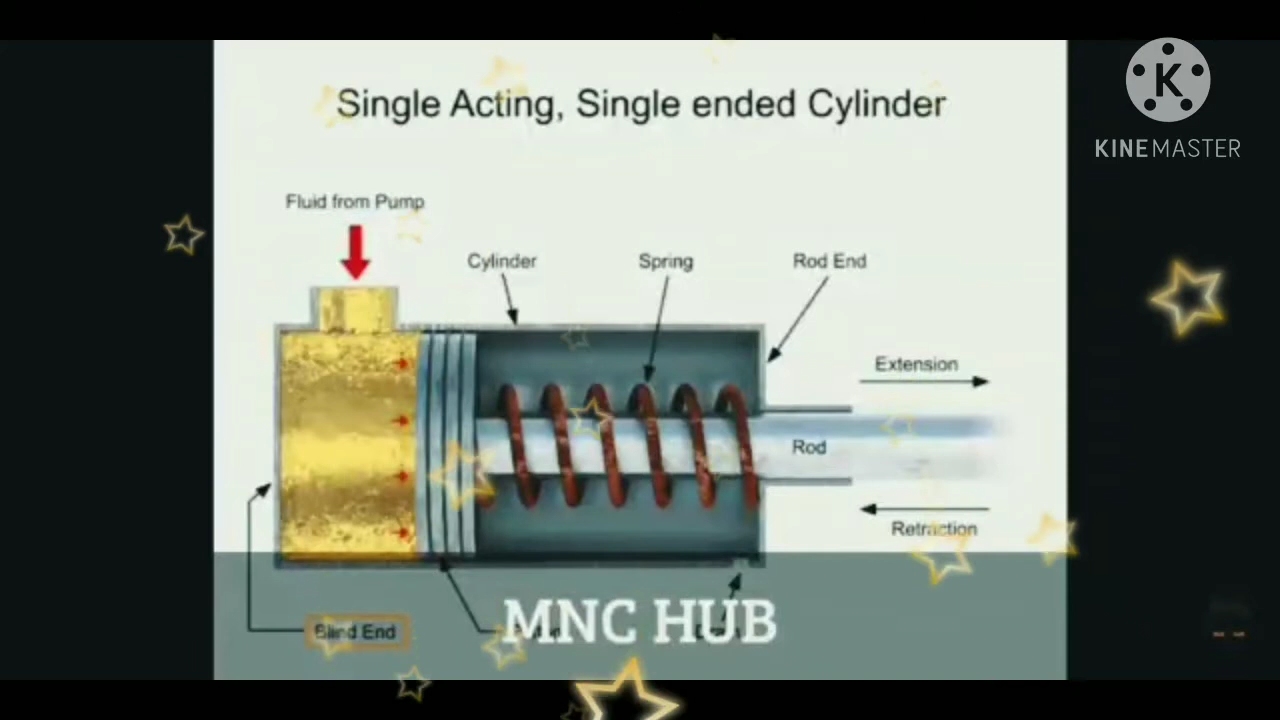 Single Acting, Single ended Cylinder
K
KINEMASTER
Fluid from Pump
Cylinder
Spring
Rod End
Extension
Rod
Retraction
Blind End
MNC HUB